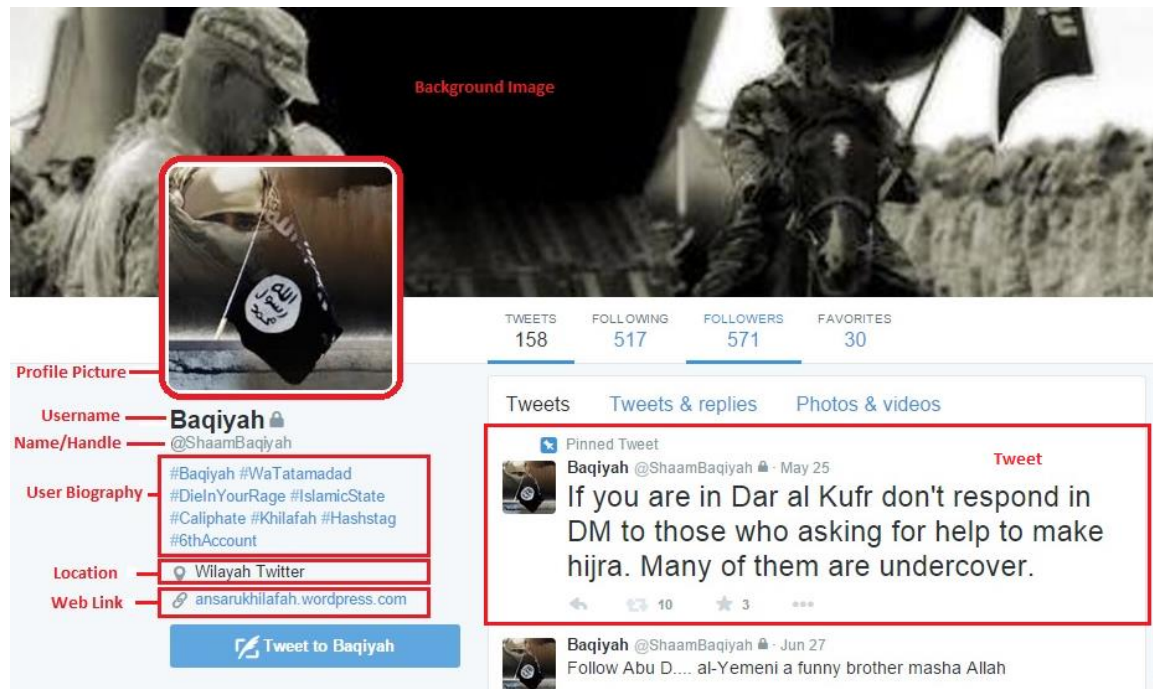 Background Image
TWEETS FOLLOWING FOLLOWERS FAVORITES
158 517 571 30
Profile Picture
Username
Baqiyah
Name/Handle
@ShaamBaqiyah
User Biography
#Baqiyah #WaTatamadad
#DieInYourRage #IslamicState
#Caliphate #Khilafah #Hashstag
#6thAccount
Location
Wilayah Twitter
Web Link
ansarukhilafah.wordpress.com
Tweet to Baqiyah
Tweets Tweets & replies Photos & videos
Pinned Tweet
Tweet
Baqiyah @ShaamBaqiyah · May 25
If you are in Dar al Kufr don't respond in
DM to those who asking for help to make
hijra. Many of them are undercover.
10 3
Baqiyah @ShaamBaqiyah · Jun 27
Follow Abu D.... al-Yemeni a funny brother masha Allah
الله
رسول
محمد